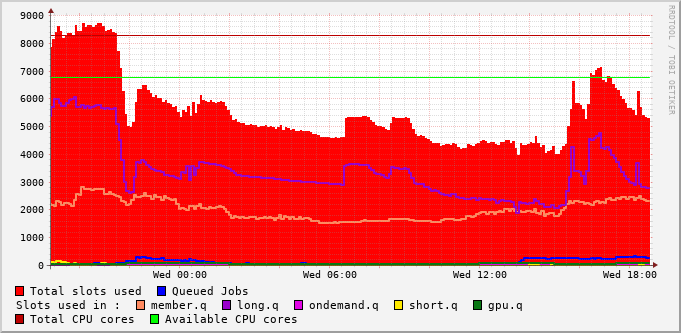 RRDTOOL / TOBI OETIKER
9000
8000
7000
6000
5000
4000
3000
2000
1000
0
Wed 00:00 Wed 06:00 Wed 12:00 Wed 18:00
Total slots used Queued Jobs
Slots used in : member.q long.q ondemand.q short.q gpu.q
Total CPU cores Available CPU cores